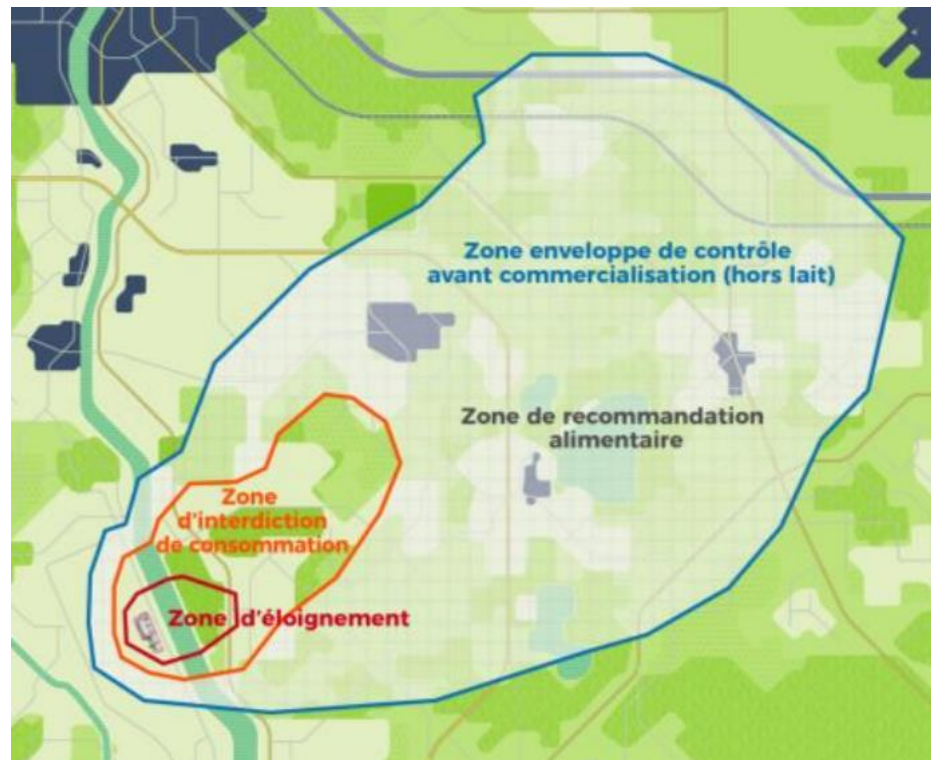 Zone enveloppe de contrôle
avant commercialisation (hors lait)
Zone de recommandation
alimentaire
Zone
d'interdiction
de consommation
Zone d'éloignement